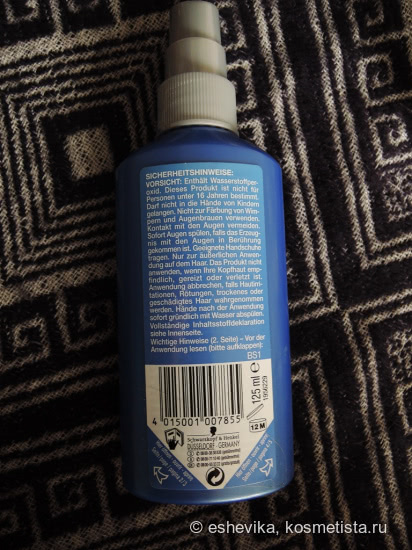 SICHERHEITSHINWEISE:
VORSICHT: Enthält Wasserstoffper-
oxid. Dieses Produkt ist nicht für
Personen unter 16 Jahren bestimmt.
Darf nicht in die Hände von Kindern
gelangen. Nicht zur Färbung von Wim-
pern und Augenbrauen verwenden.
Kontakt mit den Augen vermeiden.
Sofort Augen spülen, falls das Erzeug-
nis mit den Augen in Berührung
gekommen ist. Geeignete Handschuhe
tragen. Nur zur äußerlichen Anwen-
dung auf dem Haar. Das Produkt nicht
anwenden, wenn Ihre Kopfhaut emp-
findlich, gereizt oder verletzt ist.
Anwendung abbrechen, falls Hautirri-
tationen, Rötungen, trockenes oder
geschädigtes Haar wahrgenommen
werden. Hände nach der Anwendung
sofort gründlich mit Wasser abspülen.
Vollständige Inhaltsstoffdeklaration
siehe Innenseite.
Wichtige Hinweise (2. Seite) – Vor der
Anwendung lesen (bitte aufklappen):
BS1
125 ml e
1956229
4 015001 007855
12 M
Schwarzkopf & Henkel
DÜSSELDORF · GERMANY
© eshevika, kosmetista.ru